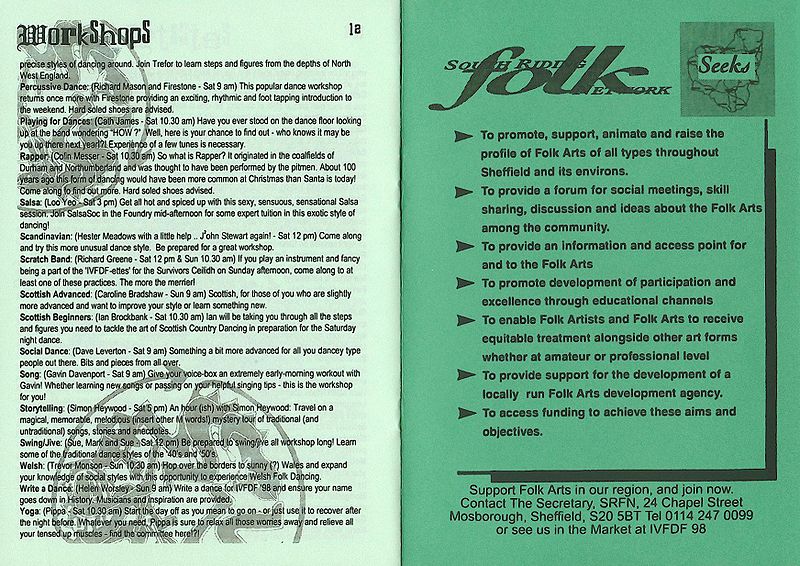 WorkShopS
1a
precise styles of dancing around. Join Trefor to learn steps and figures from the depths of North
West England.
Percussive Dance: (Richard Mason and Firestone - Sat 9 am) This popular dance workshop
returns once more with Firestone providing an exciting, rhythmic and foot tapping introduction to
the weekend. Hard soled shoes are advised.
Playing for Dances: (Cath James - Sat 10.30 am) Have you ever stood on the dance floor looking
up at the band wondering "HOW ?" Well, here is your chance to find out - who knows it may be
you up there next year?! Experience of a few tunes is necessary.
Rapper: (Colin Messer - Sat 10.30 am) So what is Rapper? It originated in the coalfields of
Durham and Northumberland and was thought to have been performed by the pitmen. About 100
years ago this form of dancing would have been more common at Christmas than Santa is today!
Come along to find out more. Hard soled shoes advised.
Salsa: (Loo Yeo - Sat 3 pm) Get all hot and spiced up with this sexy, sensuous, sensational Salsa
session. Join SalsaSoc in the Foundry mid-afternoon for some expert tuition in this exotic style of
dancing!
Scandinavian: (Hester Meadows with a little help .. J'ohn Stewart again! - Sat 12 pm) Come along
and try this more unusual dance style. Be prepared for a great workshop.
Scratch Band: (Richard Greene - Sat 12 pm & Sun 10.30 am) If you play an instrument and fancy
being a part of the 'IVFDF-ettes' for the Survivors Ceilidh on Sunday afternoon, come along to at
least one of these practices. The more the merrier!
Scottish Advanced: (Caroline Bradshaw - Sun 9 am) Scottish, for those of you who are slightly
more advanced and want to improve your style or learn something new.
Scottish Beginners: (Ian Brockbank - Sat 10.30 am) Ian will be taking you through all the steps
and figures you need to tackle the art of Scottish Country Dancing in preparation for the Saturday
night dance.
Social Dance: (Dave Leverton - Sat 9 am) Something a bit more advanced for all you dancey type
people out there. Bits and pieces from all over.
Song: (Gavin Davenport - Sat 9 am) Give your voice-box an extremely early-morning workout with
Gavin! Whether learning new songs or passing on your helpful singing tips - this is the workshop
for you!
Storytelling: (Simon Heywood - Sat 5 pm) An hour (ish) with Simon Heywood: Travel on a
magical, memorable, melodious (and other M words!) mystery tour of traditional (and
untraditional) songs, stories and anecdotes.
Swing/Jive: (Sue, Mark and Sue - Sat 12 pm) Be prepared to swing/jive all workshop long! Learn
some of the traditional dance styles of the '40's and '50's.
Welsh: (Trevor Monson - Sun 10.30 am) Hop over the borders to sunny (?) Wales and expand
your knowledge of social styles with this opportunity to experience Welsh Folk Dancing.
Write a Dance: (Helen Worsley - Sun 9 am) Write a dance for IVFDF '98 and ensure your name
goes down in History. Musicians and inspiration are provided.
Yoga: (Pippa - Sat 10.30 am) Start the day off as you mean to go on - or just use it to recover after
the night before. Whatever you need, Pippa is sure to relax all those worries away and relieve all
your tensed up muscles - find the committee here!?!
SOUTH RIDING
folk
NETWORK
Seeks
To promote, support, animate and raise the
profile of Folk Arts of all types throughout
Sheffield and its environs.
To provide a forum for social meetings, skill
sharing, discussion and ideas about the Folk Arts
among the community.
To provide an information and access point for
and to the Folk Arts
To promote development of participation and
excellence through educational channels
To enable Folk Artists and Folk Arts to receive
equitable treatment alongside other art forms
whether at amateur or professional level
To provide support for the development of a
locally run Folk Arts development agency.
To access funding to achieve these aims and
objectives.
Support Folk Arts in our region, and join now.
Contact The Secretary, SRFN, 24 Chapel Street
Mosborough, Sheffield, S20 5BT Tel 0114 247 0099
or see us in the Market at IVFDF 98